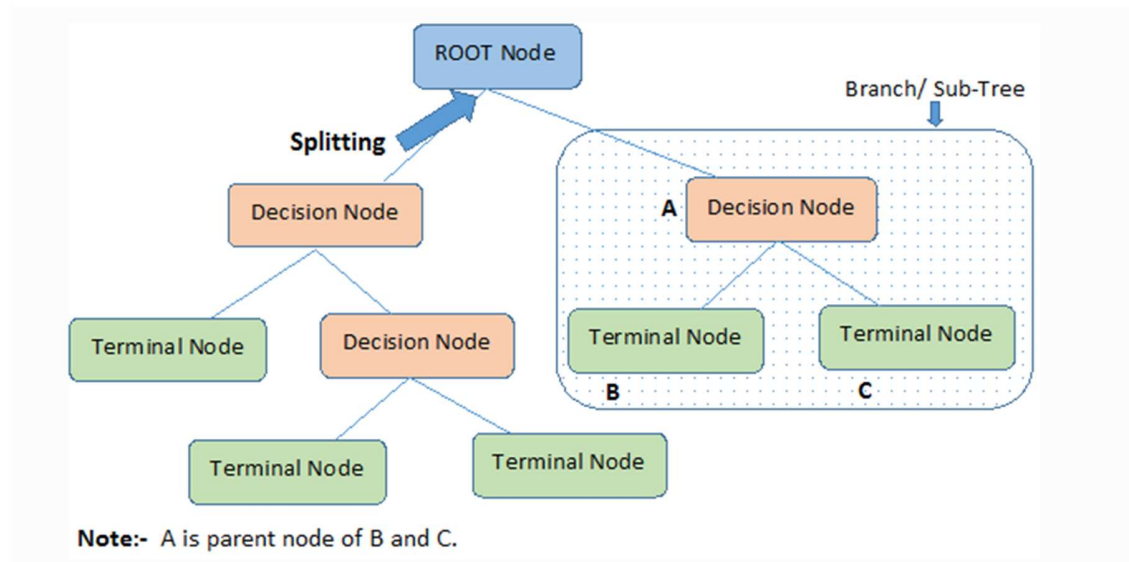 ROOT Node
Branch/ Sub-Tree
Splitting
Decision Node
A
Decision Node
Terminal Node
Decision Node
Terminal Node
Terminal Node
B
C
Terminal Node
Terminal Node
Note:- A is parent node of B and C.